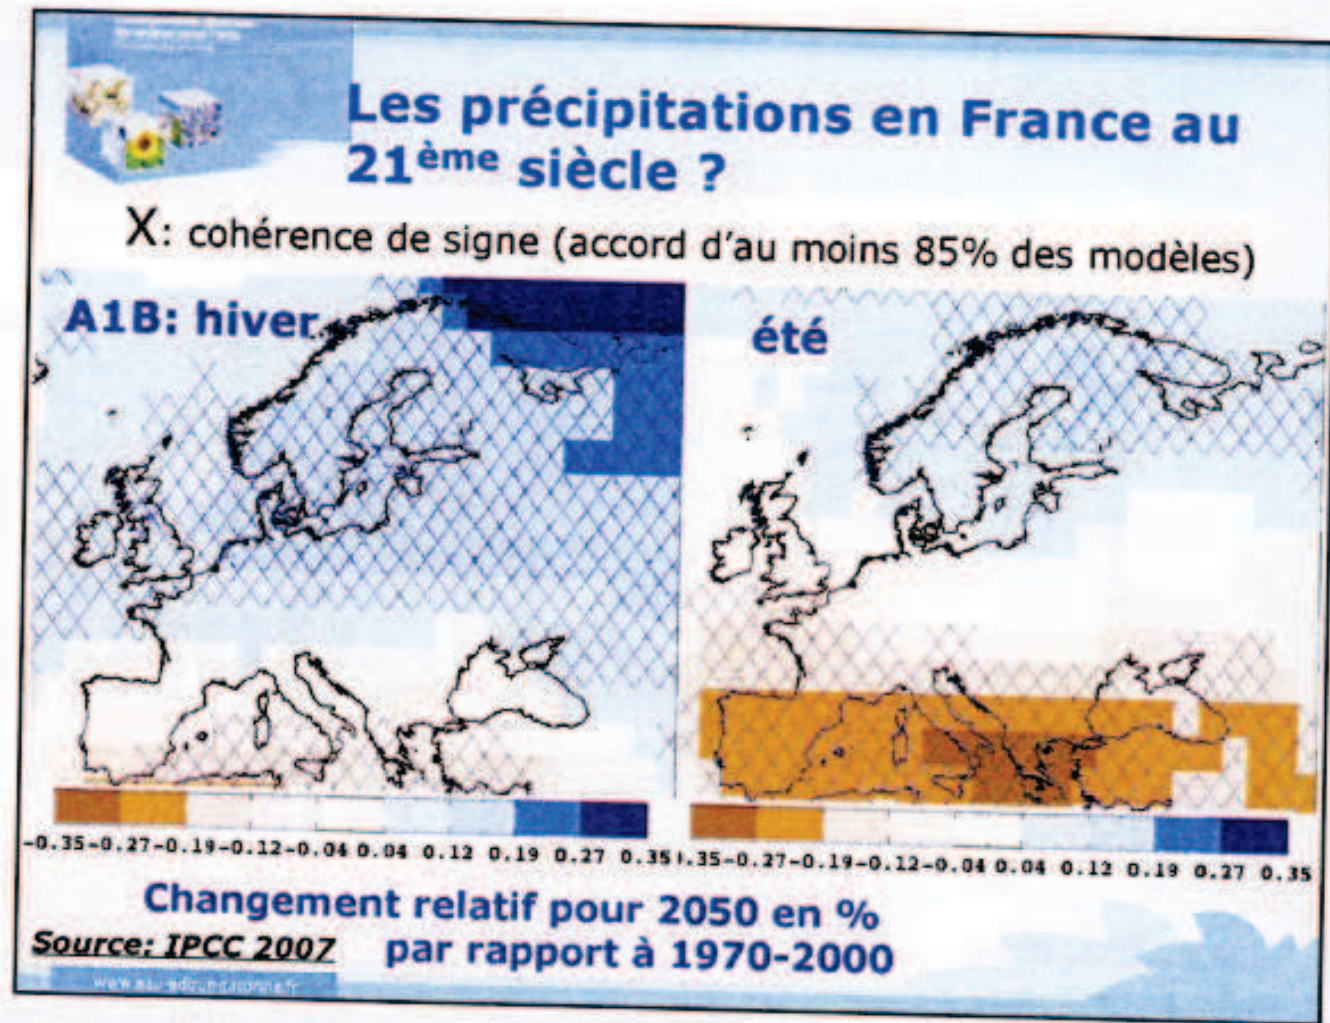 Les précipitations en France au
21ème siècle ?
X: cohérence de signe (accord d'au moins 85% des modèles)
A1B: hiver
été
-0.35-0.27-0.19-0.12-0.04 0.04 0.12 0.19 0.27 0.35
.35-0.27-0.19-0.12-0.04 0.04 0.12 0.19 0.27 0.35
Changement relatif pour 2050 en %
par rapport à 1970-2000
Source: IPCC 2007